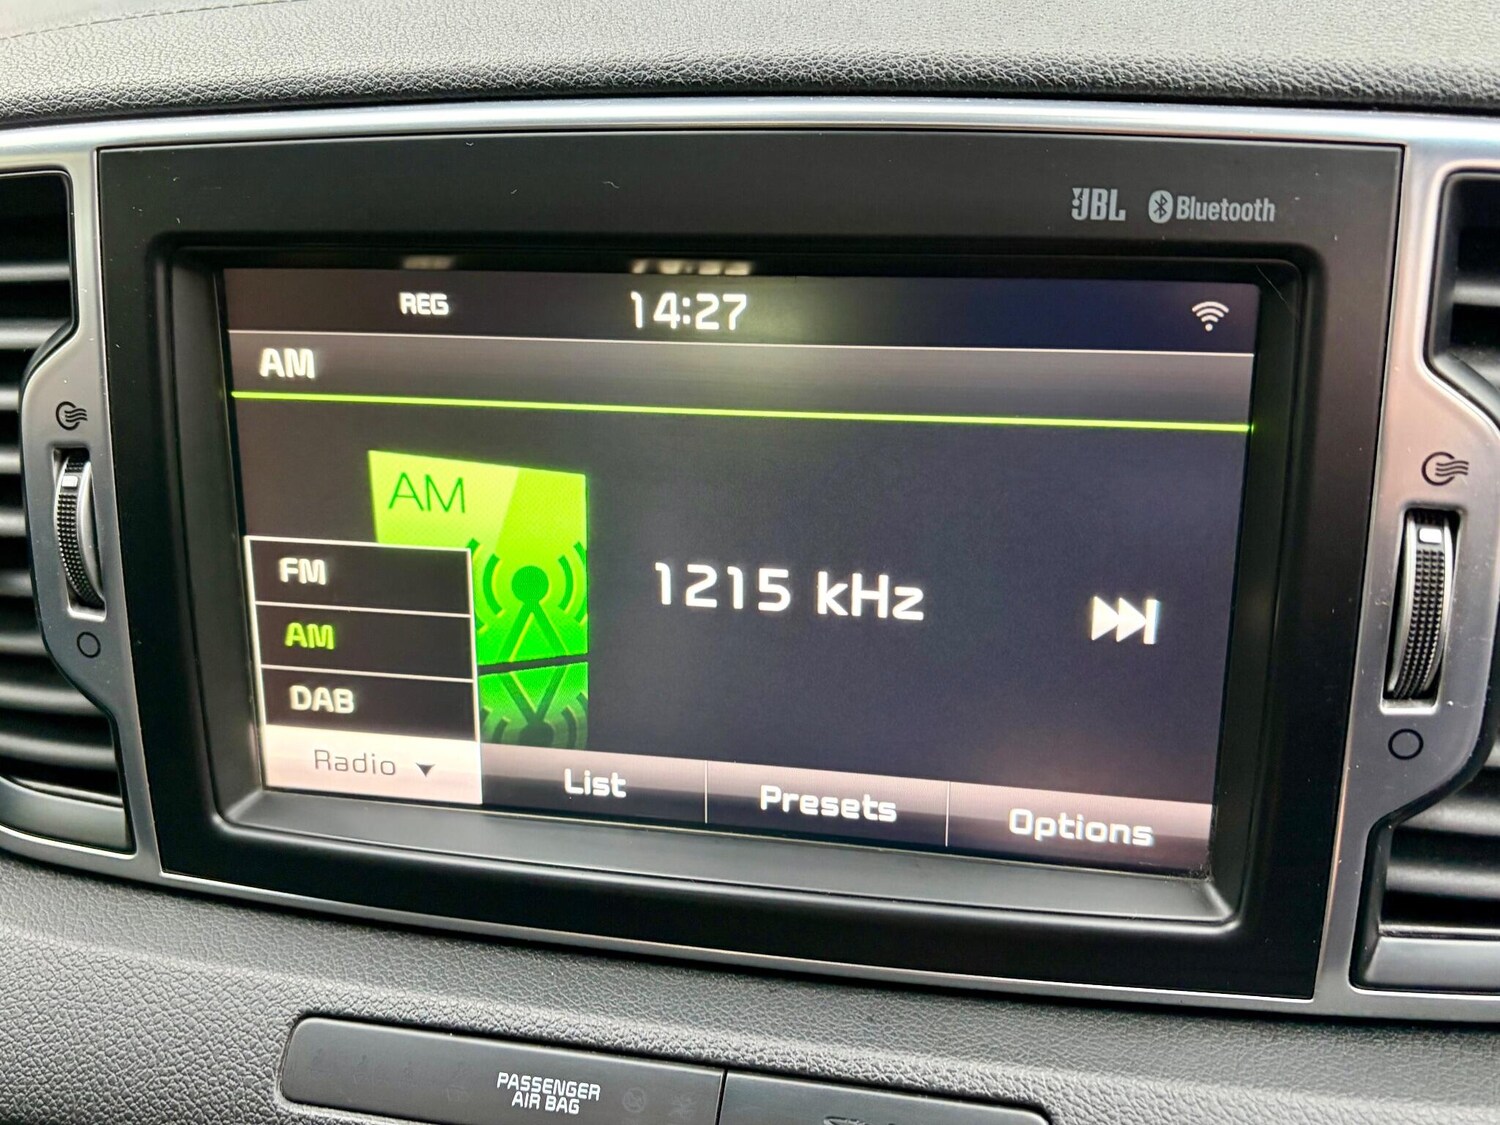 JBL Bluetooth
REG 14:27
AM
AM
1215 kHz
FM
AM
DAB
Radio List Presets Options
PASSENGER
AIR BAG